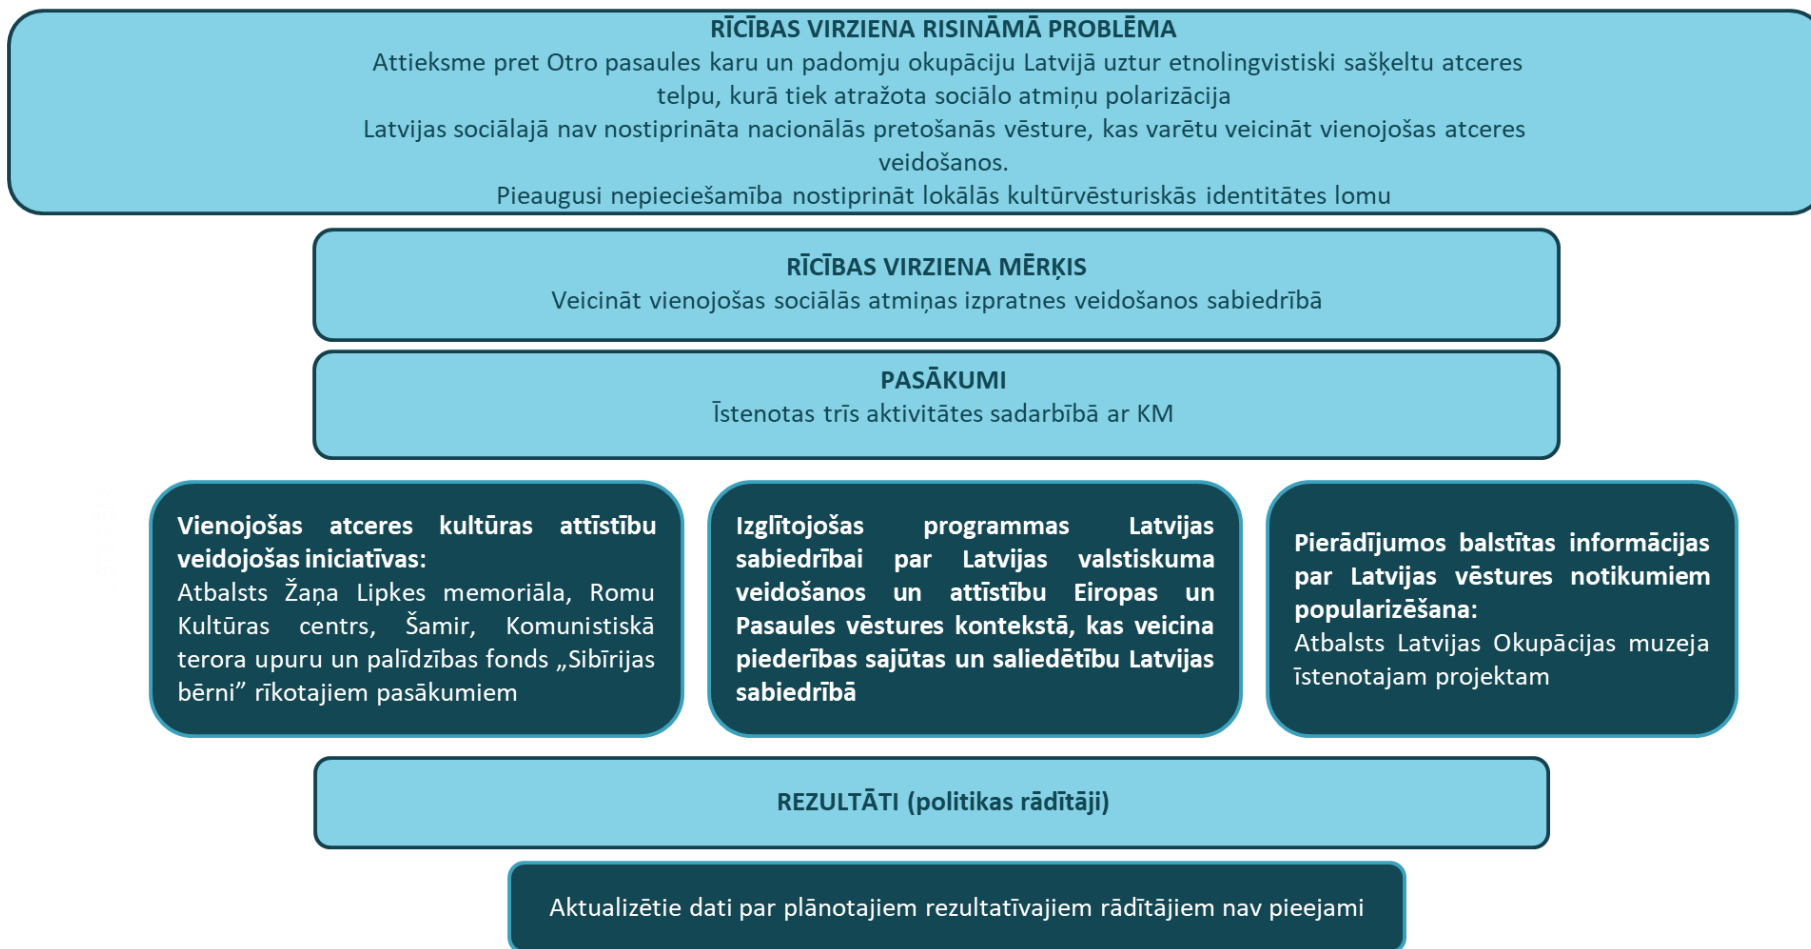 RĪCĪBAS VIRZIENA RISINĀMĀ PROBLĒMA
Attieksme pret Otro pasaules karu un padomju okupāciju Latvijā uztur etnolingvistiski sašķeltu atceres
telpu, kurā tiek atražota sociālo atmiņu polarizācija
Latvijas sociālajā nav nostiprināta nacionālās pretošanās vēsture, kas varētu veicināt vienojošas atceres
veidošanos.
Pieaugusi nepieciešamība nostiprināt lokālās kultūrvēsturiskās identitātes lomu
RĪCĪBAS VIRZIENA MĒRĶIS
Veicināt vienojošas sociālās atmiņas izpratnes veidošanos sabiedrībā
PASĀKUMI
Īstenotas trīs aktivitātes sadarbībā ar KM
Vienojošas atceres kultūras attīstību
veidojošas iniciatīvas:
Atbalsts Žaņa Lipkes memoriāla, Romu
Kultūras centrs, Šamir, Komunistiskā
terora upuru un palīdzības fonds „Sibīrijas
bērni” rīkotajiem pasākumiem
Izglītojošas programmas Latvijas
sabiedrībai par Latvijas valstiskuma
veidošanos un attīstību Eiropas un
Pasaules vēstures kontekstā, kas veicina
piederības sajūtas un saliedētību Latvijas
sabiedrībā
Pierādījumos balstītas informācijas
par Latvijas vēstures notikumiem
popularizēšana:
Atbalsts Latvijas Okupācijas muzeja
īstenotajam projektam
REZULTĀTI (politikas rādītāji)
Aktualizētie dati par plānotajiem rezultatīvajiem rādītājiem nav pieejami